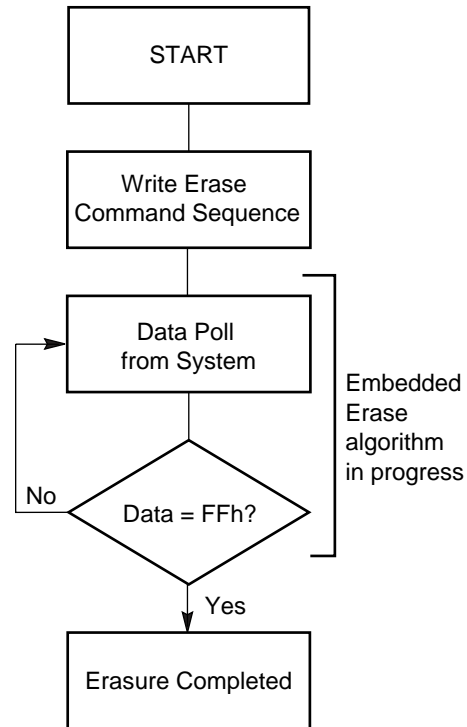 START
Write Erase
Command Sequence
Data Poll
from System
Embedded
Erase
algorithm
in progress
No
Data = FFh?
Yes
Erasure Completed